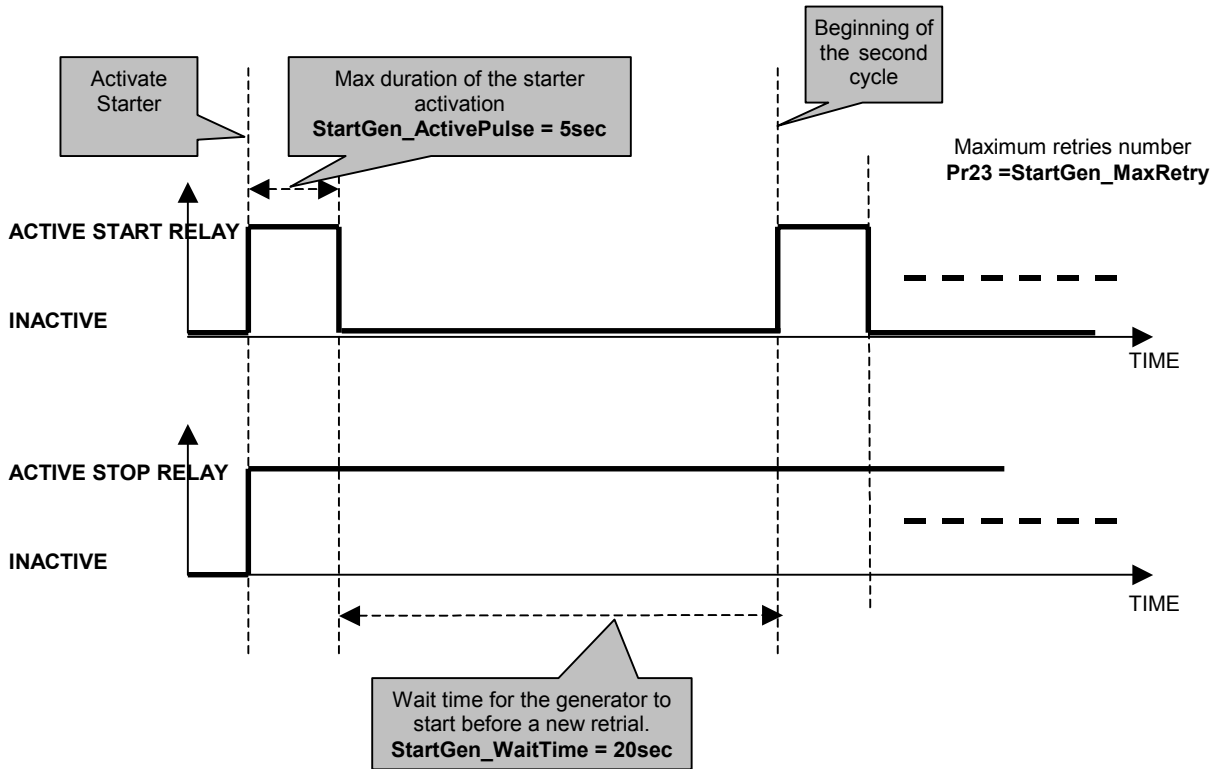 Beginning of
the second
cycle
Activate
Starter
Max duration of the starter
activation
StartGen_ActivePulse = 5sec
Maximum retries number
Pr23 =StartGen_MaxRetry
ACTIVE START RELAY
INACTIVE
TIME
ACTIVE STOP RELAY
INACTIVE
TIME
Wait time for the generator to
start before a new retrial.
StartGen_WaitTime = 20sec